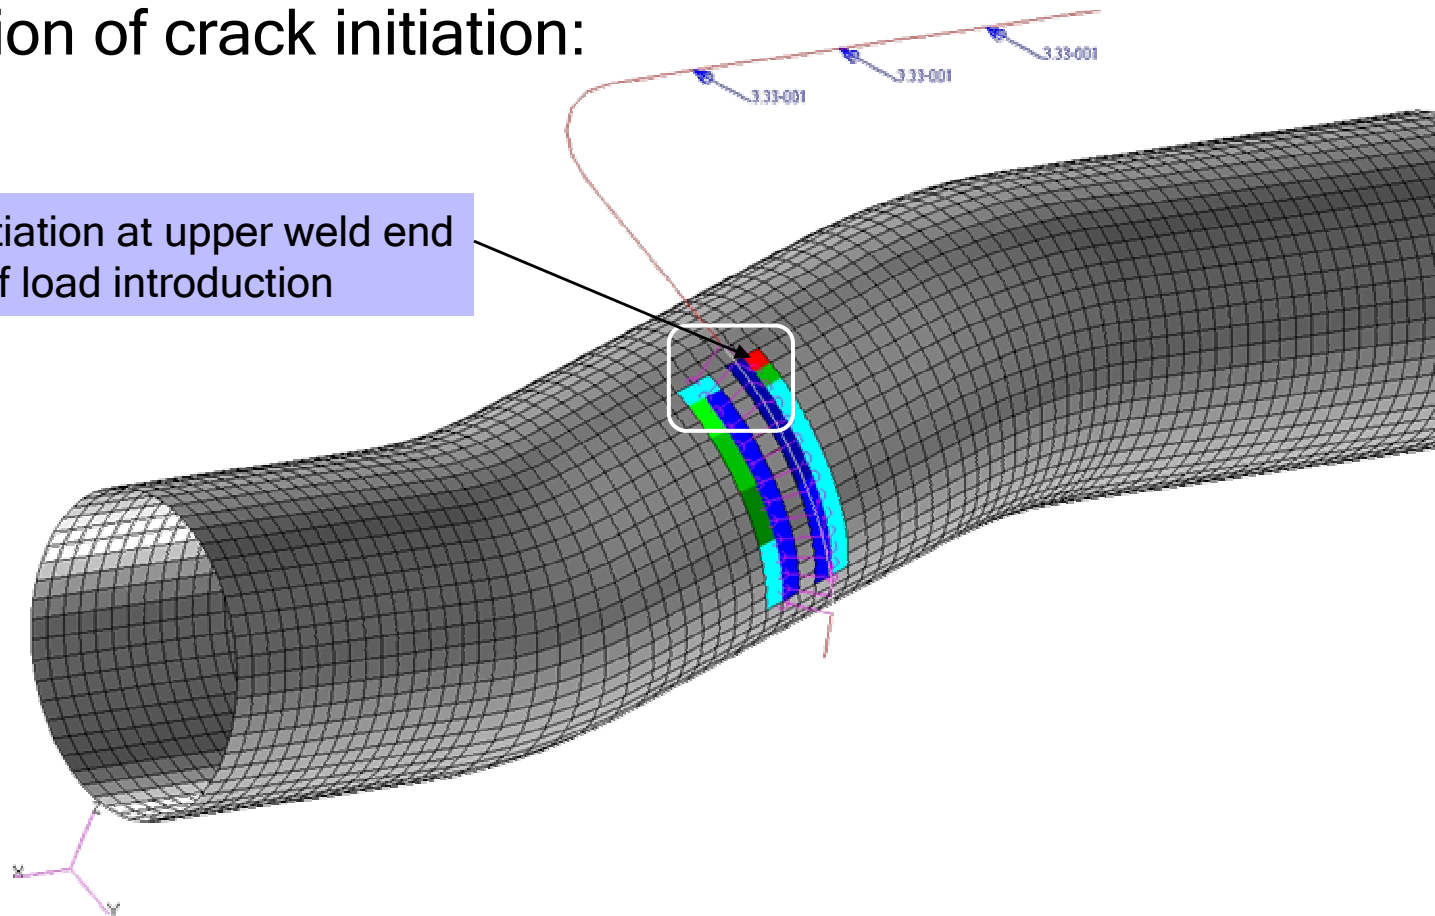 ion of crack initiation:
3.33-001
3.33-001
3.33-001
tiation at upper weld end
f load introduction
X
Y